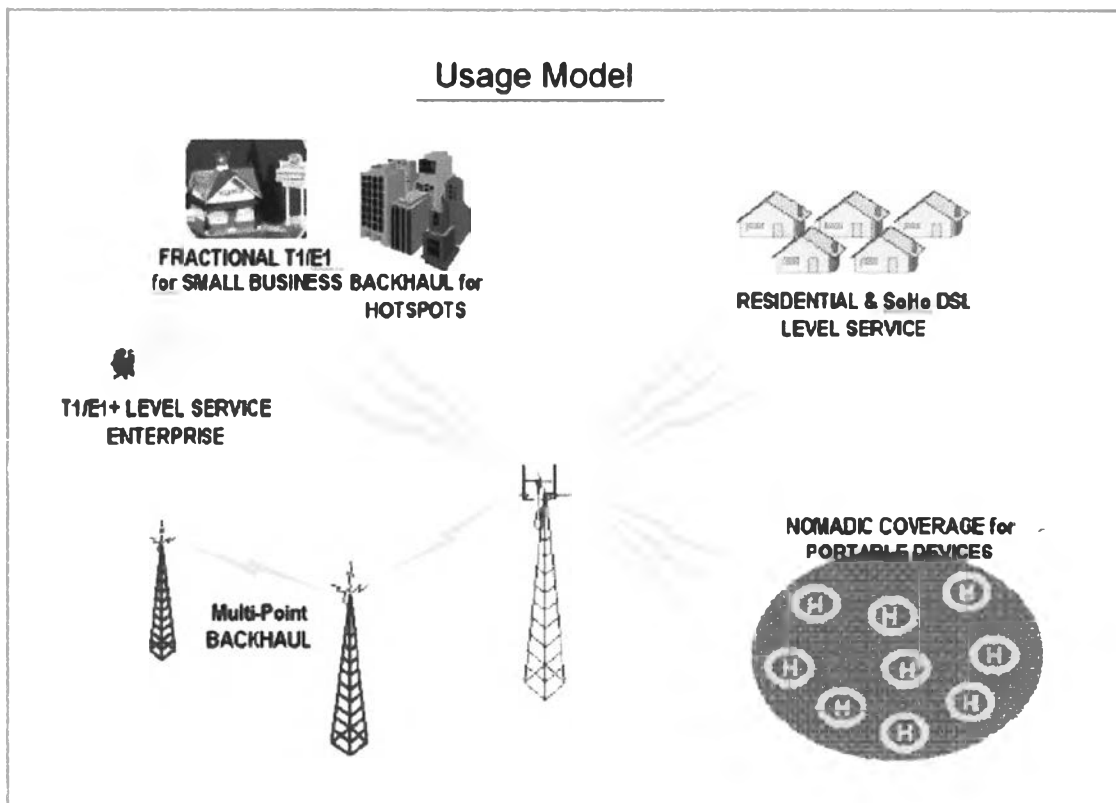 Usage Model
FRACTIONAL T1/E1
for SMALL BUSINESS
BACKHAUL for
HOTSPOTS
RESIDENTIAL & SoHo DSL
LEVEL SERVICE
T1/E1+ LEVEL SERVICE
ENTERPRISE
Multi-Point
BACKHAUL
NOMADIC COVERAGE for
PORTABLE DEVICES
H
H
H
H
H
H
H
H
H